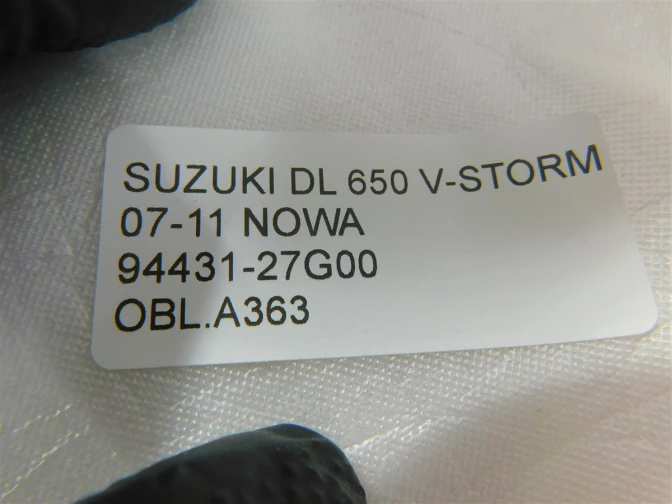 SUZUKI DL 650 V-STORM
07-11 NOWA
94431-27G00
OBL.A363